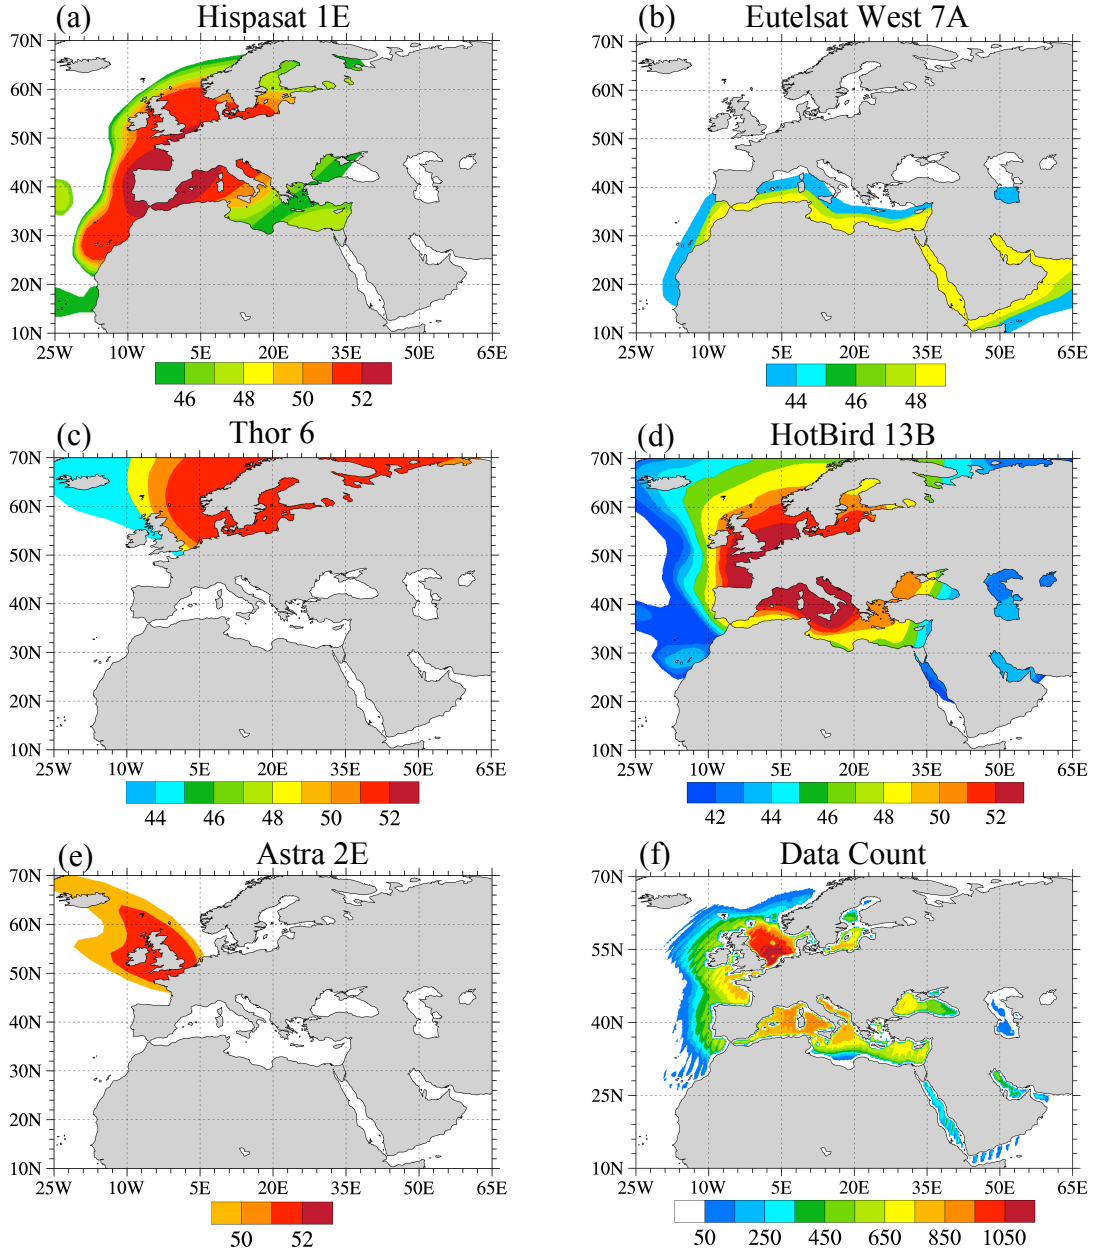 (a) Hispasat 1E
70N
60N
50N
40N
30N
20N
10N
25W 10W 5E 20E 35E 50E 65E
46 48 50 52
(b) Eutelsat West 7A
70N
60N
50N
40N
30N
20N
10N
25W 10W 5E 20E 35E 50E 65E
44 46 48
(c) Thor 6
70N
60N
50N
40N
30N
20N
10N
25W 10W 5E 20E 35E 50E 65E
44 46 48 50 52
(d) HotBird 13B
70N
60N
50N
40N
30N
20N
10N
25W 10W 5E 20E 35E 50E 65E
42 44 46 48 50 52
(e) Astra 2E
70N
60N
50N
40N
30N
20N
10N
25W 10W 5E 20E 35E 50E 65E
50 52
(f) Data Count
70N
55N
40N
25N
10N
25W 10W 5E 20E 35E 50E 65E
50 250 450 650 850 1050